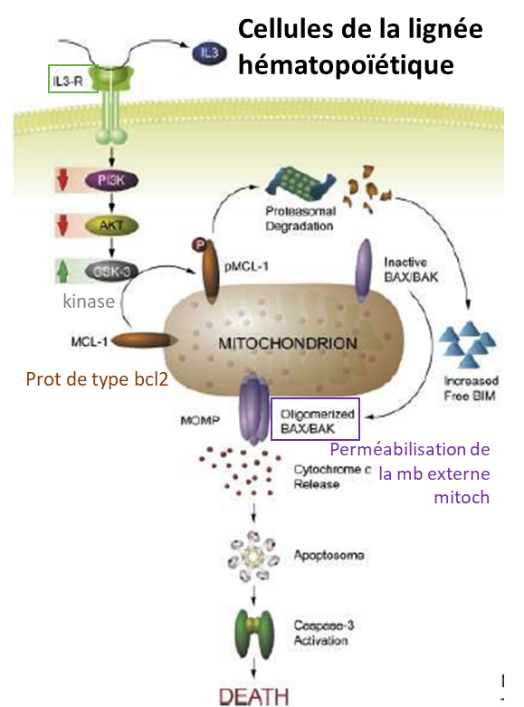 Cellules de la lignée
hématopoïétique
IL3
IL3-R
PI3K
AKT
GSK-3
kinase
Proteasomal
Degradation
P
pMCL-1
Inactive
BAX/BAK
MCL-1
MITOCHONDRION
Prot de type bcl2
Increased
Free BIM
MOMP
Oligomerized
BAX/BAK
Perméabilisation de
la mb externe
mitoch
Cytochrome c
Release
Apoptosome
Caspase-3
Activation
DEATH